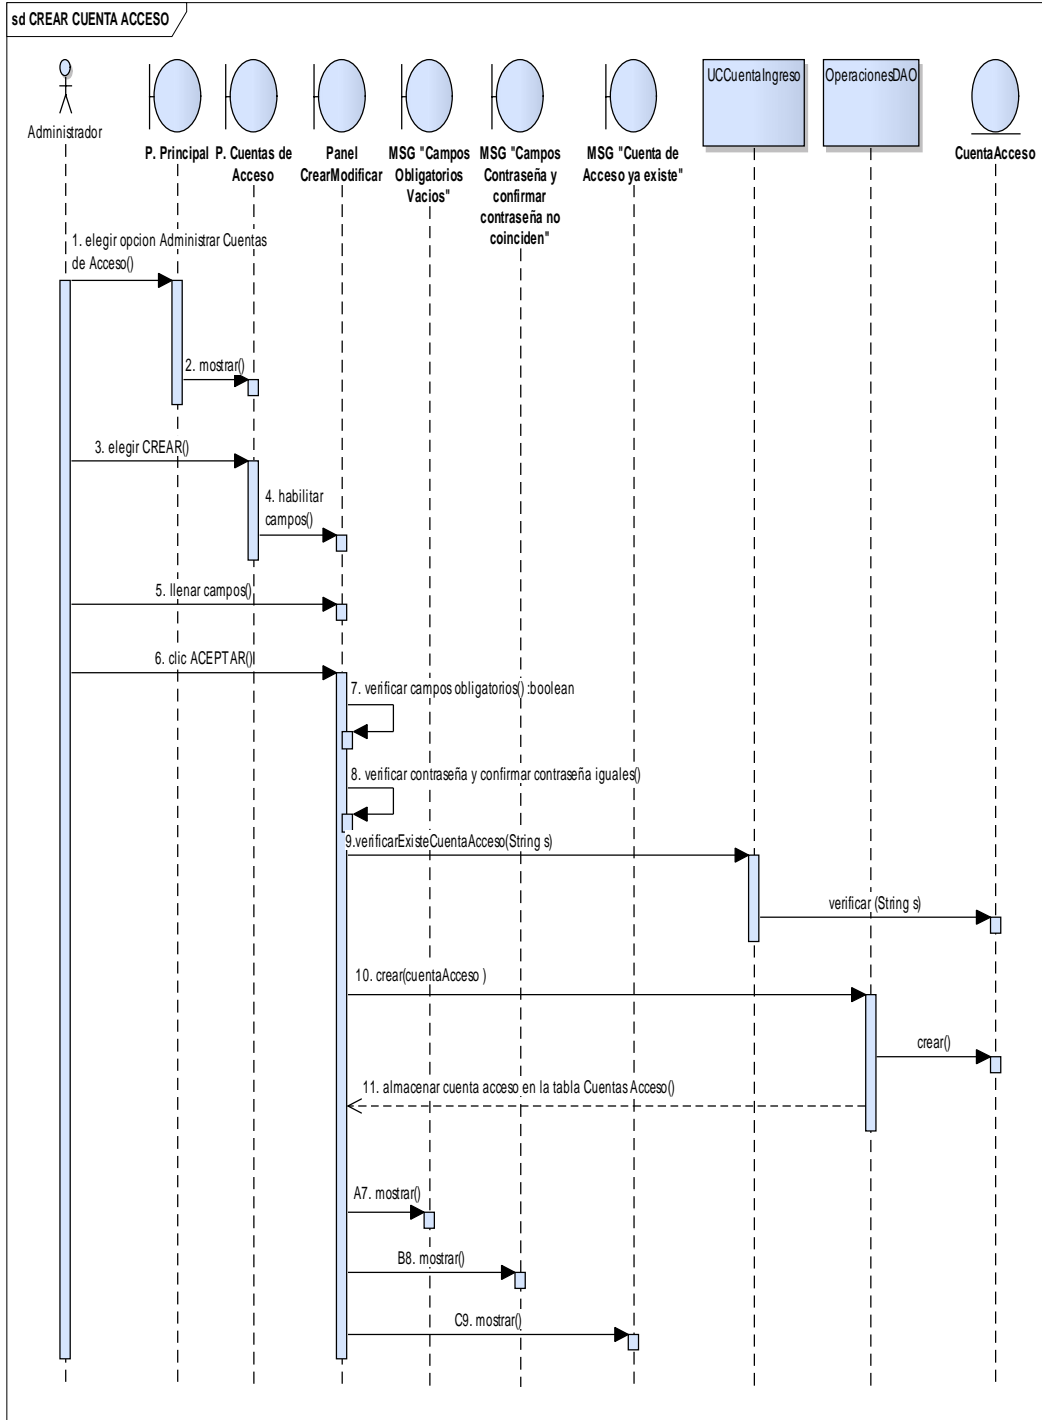 sd CREAR CUENTA ACCESO
Administrador
P. Principal
P. Cuentas de
Acceso
Panel
CrearModificar
MSG "Campos
Obligatorios
Vacios"
MSG "Campos
Contraseña y
confirmar
contraseña no
coinciden"
MSG "Cuenta de
Acceso ya existe"
UCCuentaIngreso
OperacionesDAO
CuentaAcceso
1. elegir opcion Administrar Cuentas
de Acceso()
2. mostrar()
3. elegir CREAR()
4. habilitar
campos()
5. llenar campos()
6. clic ACEPTAR()
7. verificar campos obligatorios() :boolean
8. verificar contraseña y confirmar contraseña iguales()
9.verificarExisteCuentaAcceso(String s)
verificar (String s)
10. crear(cuentaAcceso )
crear()
11. almacenar cuenta acceso en la tabla Cuentas Acceso()
A7. mostrar()
B8. mostrar()
C9. mostrar()